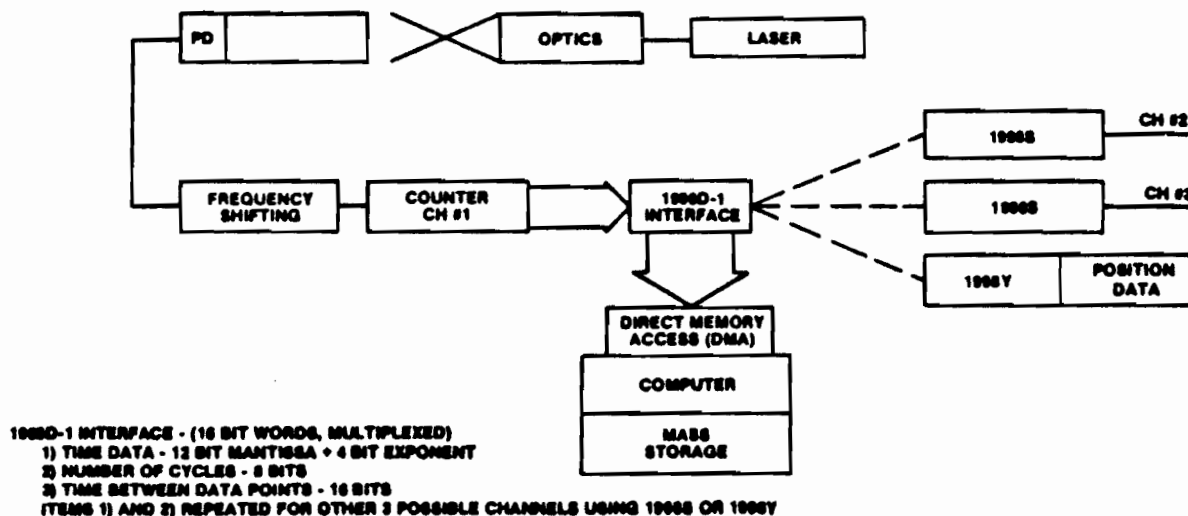 PD
OPTICS
LASER
FREQUENCY
SHIFTING
COUNTER
CH #1
1998D-1
INTERFACE
1998S
CH #2
1998S
CH #3
1998Y
POSITION
DATA
DIRECT MEMORY
ACCESS (DMA)
COMPUTER
MASS
STORAGE
1998D-1 INTERFACE - (16 BIT WORDS, MULTIPLEXED)
1) TIME DATA - 12 BIT MANTISSA + 4 BIT EXPONENT
2) NUMBER OF CYCLES - 8 BITS
3) TIME BETWEEN DATA POINTS - 16 BITS
ITEMS 1) AND 2) REPEATED FOR OTHER 3 POSSIBLE CHANNELS USING 1998S OR 1998Y